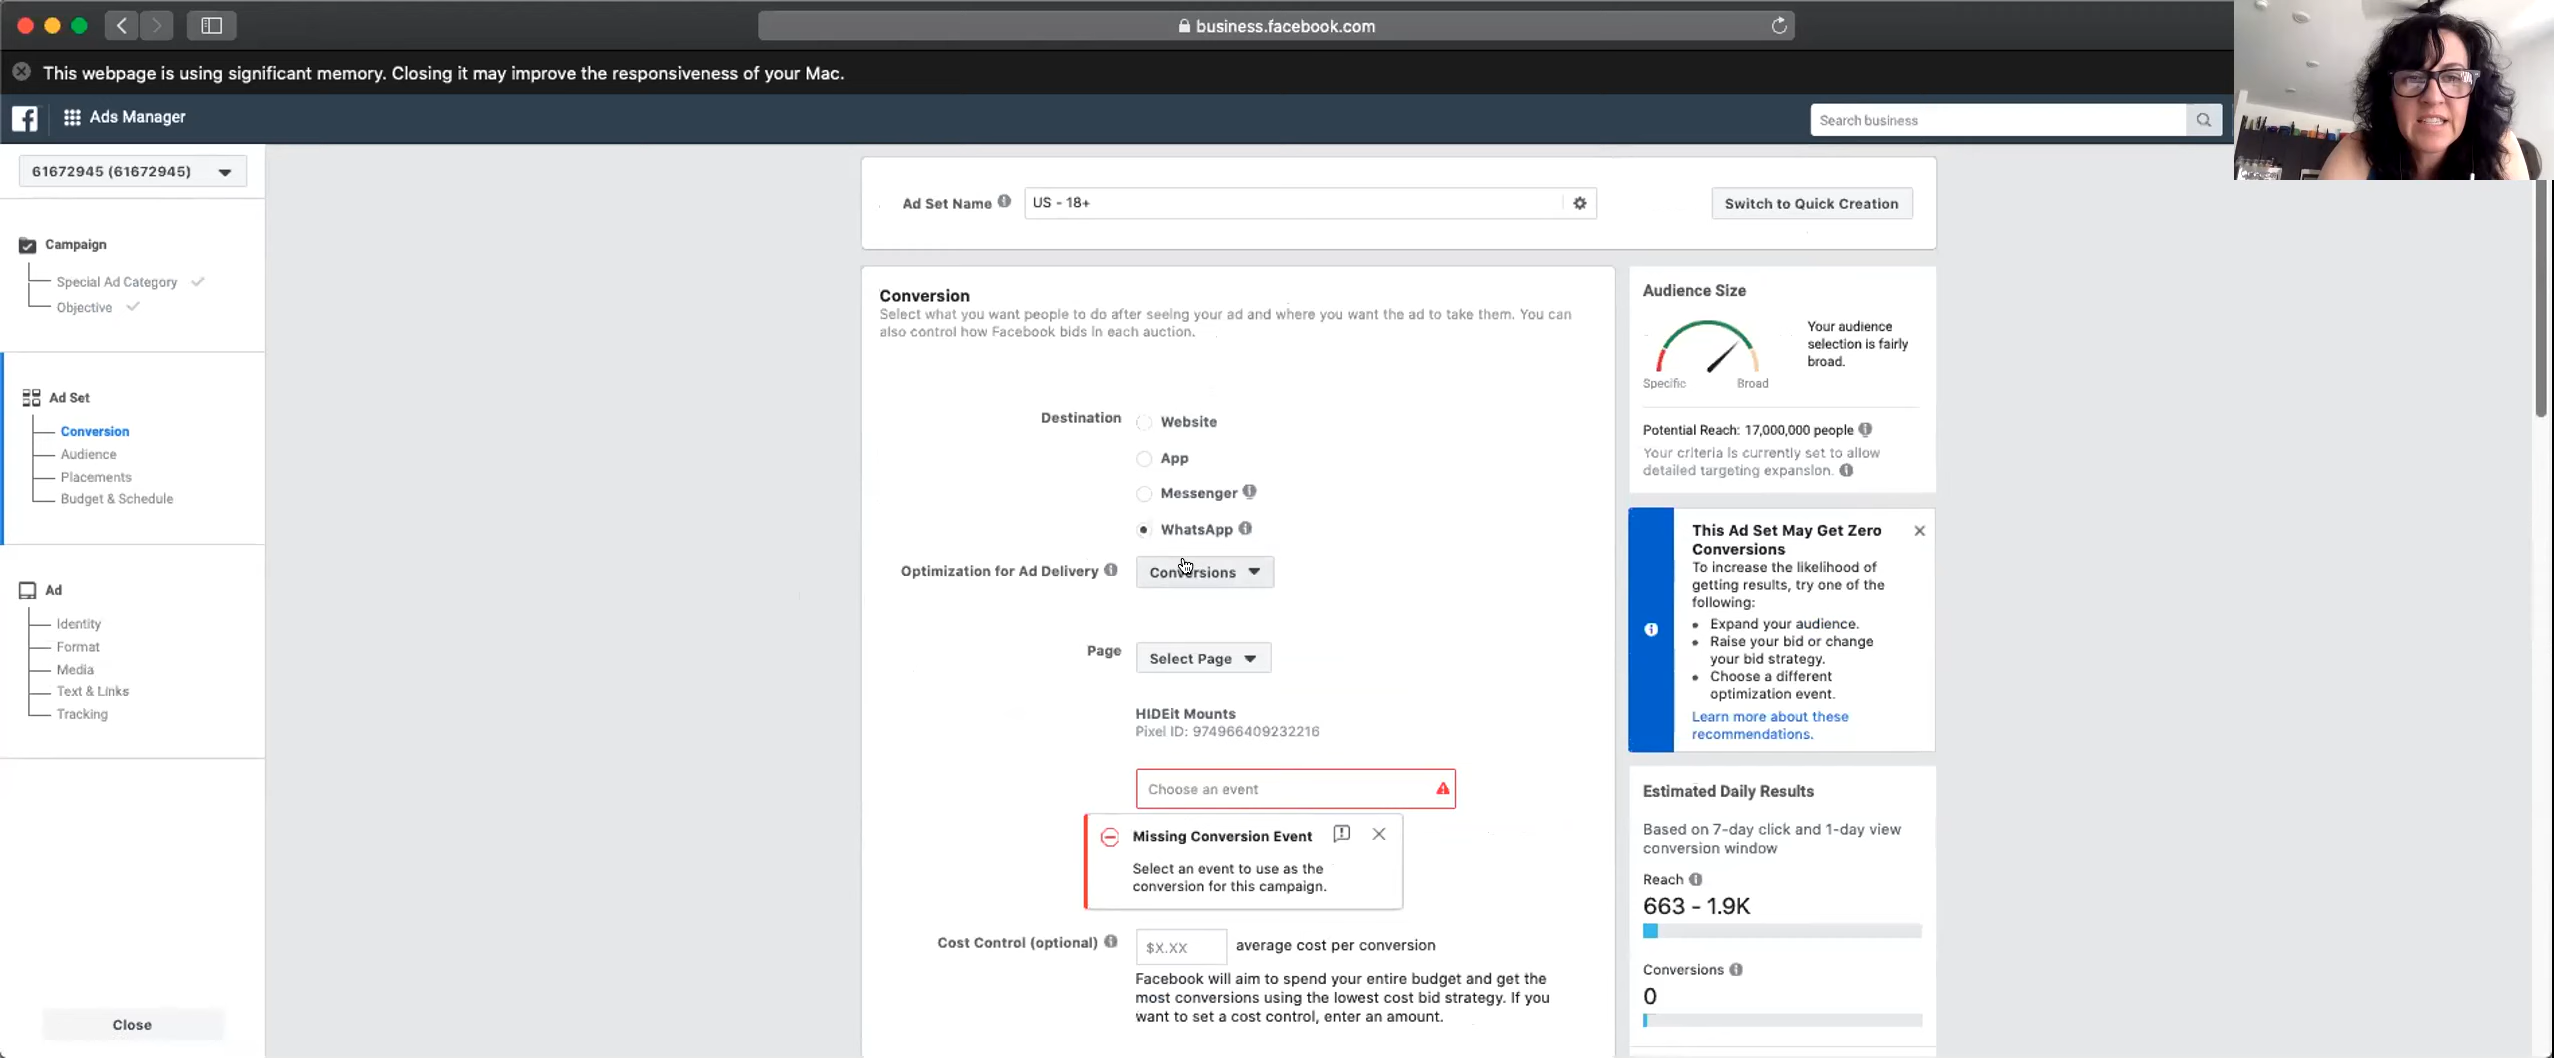 business.facebook.com
This webpage is using significant memory. Closing it may improve the responsiveness of your Mac.
Ads Manager
Search business
61672945 (61672945)
Campaign
Special Ad Category
Objective
Ad Set
Conversion
Audience
Placements
Budget & Schedule
Ad
Identity
Format
Media
Text & Links
Tracking
Close
Ad Set Name
US - 18+
Switch to Quick Creation
Conversion
Select what you want people to do after seeing your ad and where you want the ad to take them. You can
also control how Facebook bids in each auction.
Destination
Website
App
Messenger
WhatsApp
Optimization for Ad Delivery
Conversions
Page
Select Page
HIDEit Mounts
Pixel ID: 974966409232216
Choose an event
Missing Conversion Event
Select an event to use as the
conversion for this campaign.
Cost Control (optional)
$X.XX
average cost per conversion
Facebook will aim to spend your entire budget and get the
most conversions using the lowest cost bid strategy. If you
want to set a cost control, enter an amount.
Audience Size
Specific
Broad
Your audience
selection is fairly
broad.
Potential Reach: 17,000,000 people
Your criteria is currently set to allow
detailed targeting expansion.
This Ad Set May Get Zero
Conversions
To increase the likelihood of
getting results, try one of the
following:
Expand your audience.
Raise your bid or change
your bid strategy.
Choose a different
optimization event.
Learn more about these
recommendations.
Estimated Daily Results
Based on 7-day click and 1-day view
conversion window
Reach
663 - 1.9K
Conversions
0